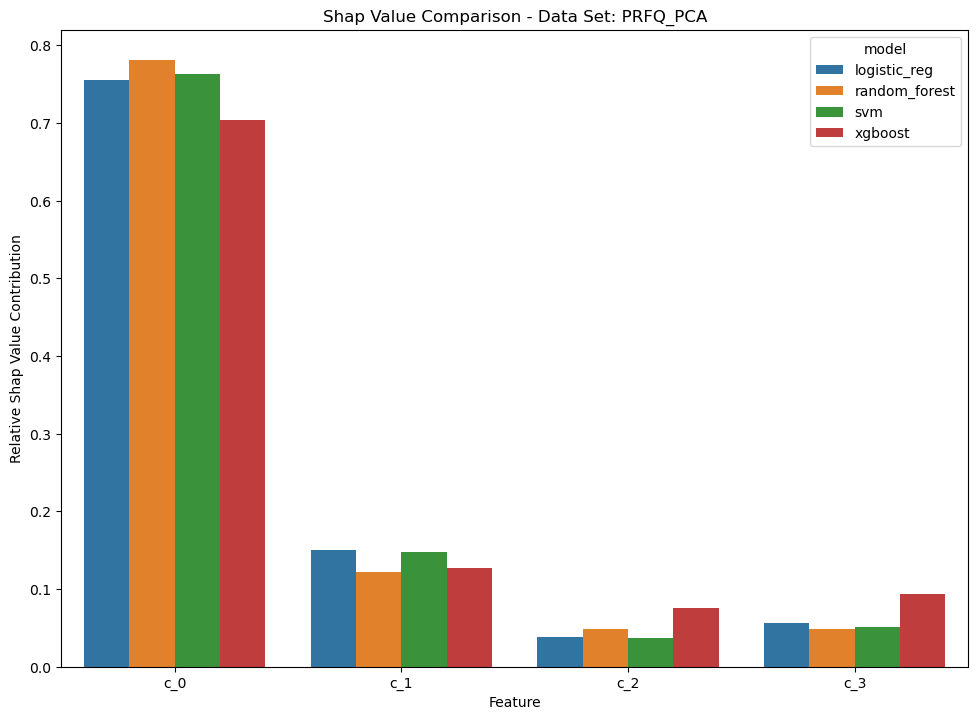 Shap Value Comparison - Data Set: PRFQ_PCA
model
logistic_reg
random_forest
svm
xgboost
Relative Shap Value Contribution
0.8
0.7
0.6
0.5
0.4
0.3
0.2
0.1
0.0
c_0 c_1 c_2 c_3
Feature